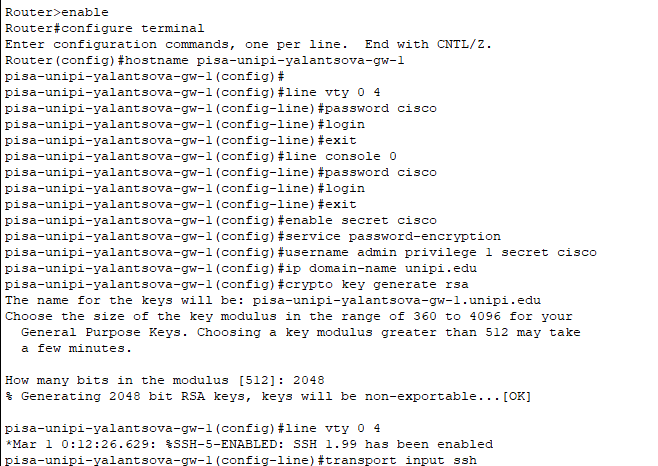 Router>enable
Router#configure terminal
Enter configuration commands, one per line.  End with CNTL/Z.
Router(config)#hostname pisa-unipi-yalantsova-gw-1
pisa-unipi-yalantsova-gw-1(config)#
pisa-unipi-yalantsova-gw-1(config)#line vty 0 4
pisa-unipi-yalantsova-gw-1(config-line)#password cisco
pisa-unipi-yalantsova-gw-1(config-line)#login
pisa-unipi-yalantsova-gw-1(config-line)#exit
pisa-unipi-yalantsova-gw-1(config)#line console 0
pisa-unipi-yalantsova-gw-1(config-line)#password cisco
pisa-unipi-yalantsova-gw-1(config-line)#login
pisa-unipi-yalantsova-gw-1(config-line)#exit
pisa-unipi-yalantsova-gw-1(config)#enable secret cisco
pisa-unipi-yalantsova-gw-1(config)#service password-encryption
pisa-unipi-yalantsova-gw-1(config)#username admin privilege 1 secret cisco
pisa-unipi-yalantsova-gw-1(config)#ip domain-name unipi.edu
pisa-unipi-yalantsova-gw-1(config)#crypto key generate rsa
The name for the keys will be: pisa-unipi-yalantsova-gw-1.unipi.edu
Choose the size of the key modulus in the range of 360 to 4096 for your
  General Purpose Keys. Choosing a key modulus greater than 512 may take
  a few minutes.

How many bits in the modulus [512]: 2048
% Generating 2048 bit RSA keys, keys will be non-exportable...[OK]

pisa-unipi-yalantsova-gw-1(config)#line vty 0 4
*Mar 1 0:12:26.629: %SSH-5-ENABLED: SSH 1.99 has been enabled
pisa-unipi-yalantsova-gw-1(config-line)#transport input ssh